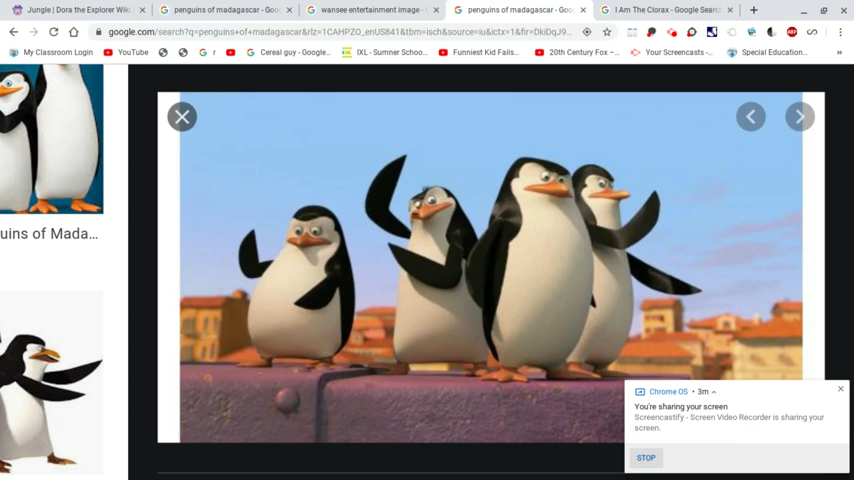 Jungle | Dora the Explorer Wiki
penguins of madagascar - Goo
wansee entertainment image -
penguins of madagascar - Goo
I Am The Clorax - Google Searc
google.com/search?q=penguins+of+madagascar&rlz=1CAHPZO_enUS841&tbm=isch&source=iu&ictx=1&fir=DkiDqJ9...
My Classroom Login
YouTube
r
Cereal guy - Google...
IXL - Sumner Schoo...
Funniest Kid Fails...
20th Century Fox –...
Your Screencasts -...
Special Education...
uins of Mada...
Chrome OS • 3m
You're sharing your screen
Screencastify - Screen Video Recorder is sharing your
screen.
STOP